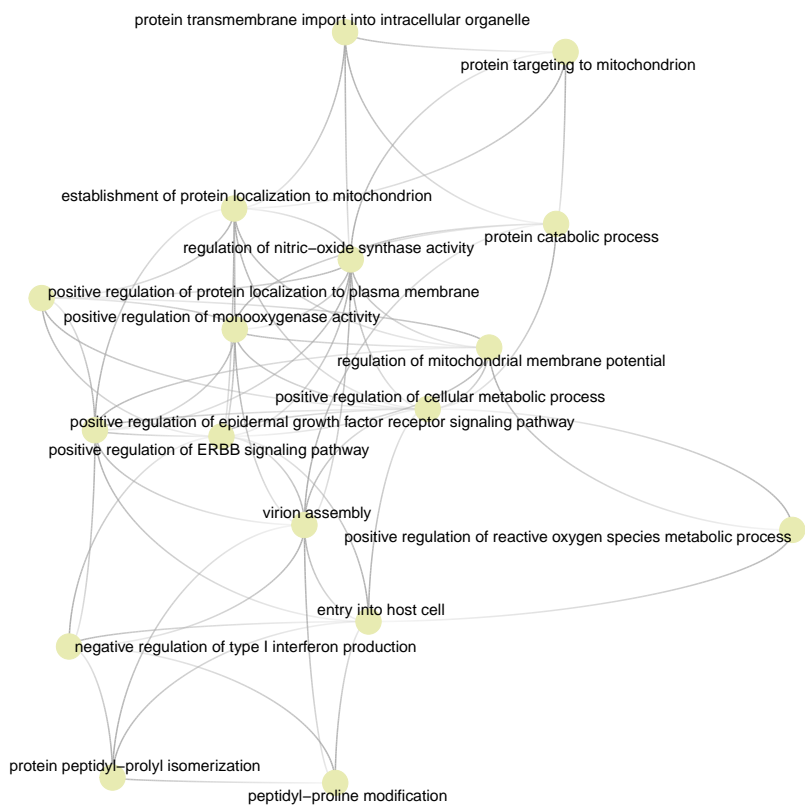 protein transmembrane import into intracellular organelle
protein targeting to mitochondrion
establishment of protein localization to mitochondrion
protein catabolic process
regulation of nitric−oxide synthase activity
positive regulation of protein localization to plasma membrane
positive regulation of monooxygenase activity
regulation of mitochondrial membrane potential
positive regulation of cellular metabolic process
positive regulation of epidermal growth factor receptor signaling pathway
positive regulation of ERBB signaling pathway
virion assembly
positive regulation of reactive oxygen species metabolic process
entry into host cell
negative regulation of type I interferon production
protein peptidyl−prolyl isomerization
peptidyl−proline modification